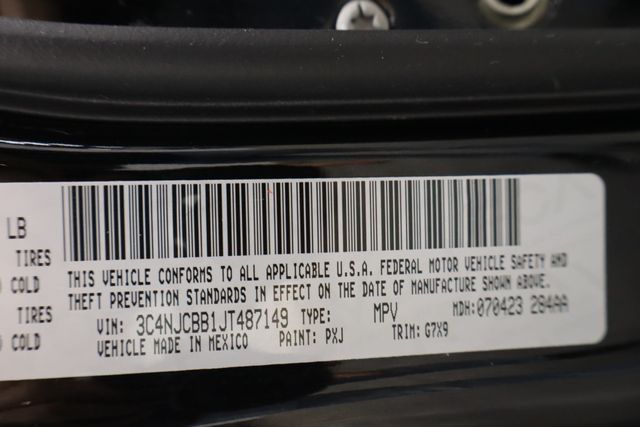 LB
TIRES
COLD
TIRES
COLD
THIS VEHICLE CONFORMS TO ALL APPLICABLE U.S.A. FEDERAL MOTOR VEHICLE SAFETY AND
THEFT PREVENTION STANDARDS IN EFFECT ON THE DATE OF MANUFACTURE SHOWN ABOVE.
VIN: 3C4NJCBB1JT487149 TYPE: MPV MDH:070423 284AA
VEHICLE MADE IN MEXICO PAINT: PXJ TRIM: G7X9